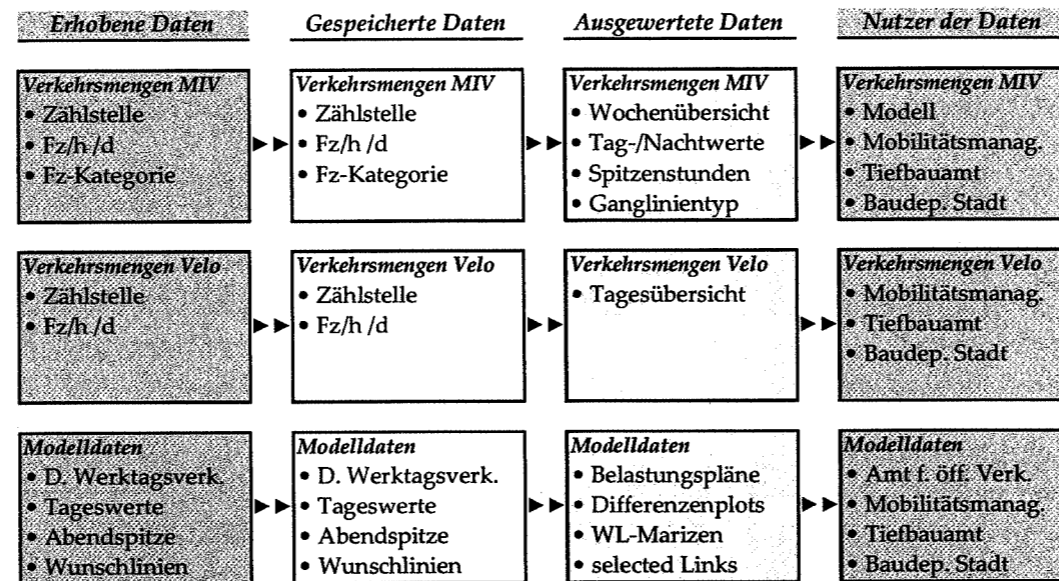 Erhobene Daten
Gespeicherte Daten
Ausgewertete Daten
Nutzer der Daten
Verkehrsmengen MIV
• Zählstelle
• Fz/h /d
• Fz-Kategorie
Verkehrsmengen MIV
• Zählstelle
• Fz/h /d
• Fz-Kategorie
Verkehrsmengen MIV
• Wochenübersicht
• Tag-/Nachtwerte
• Spitzenstunden
• Ganglinientyp
Verkehrsmengen MIV
• Modell
• Mobilitätsmanag.
• Tiefbauamt
• Baudep. Stadt
Verkehrsmengen Velo
• Zählstelle
• Fz/h /d
Verkehrsmengen Velo
• Zählstelle
• Fz/h /d
Verkehrsmengen Velo
• Tagesübersicht
Verkehrsmengen Velo
• Mobilitätsmanag.
• Tiefbauamt
• Baudep. Stadt
Modelldaten
• D. Werktagsverk.
• Tageswerte
• Abendspitze
• Wunschlinien
Modelldaten
• D. Werktagsverk.
• Tageswerte
• Abendspitze
• Wunschlinien
Modelldaten
• Belastungspläne
• Differenzenplots
• WL-Marizen
• selected Links
Modelldaten
• Amt f. öff. Verk.
• Mobilitätsmanag.
• Tiefbauamt
• Baudep. Stadt